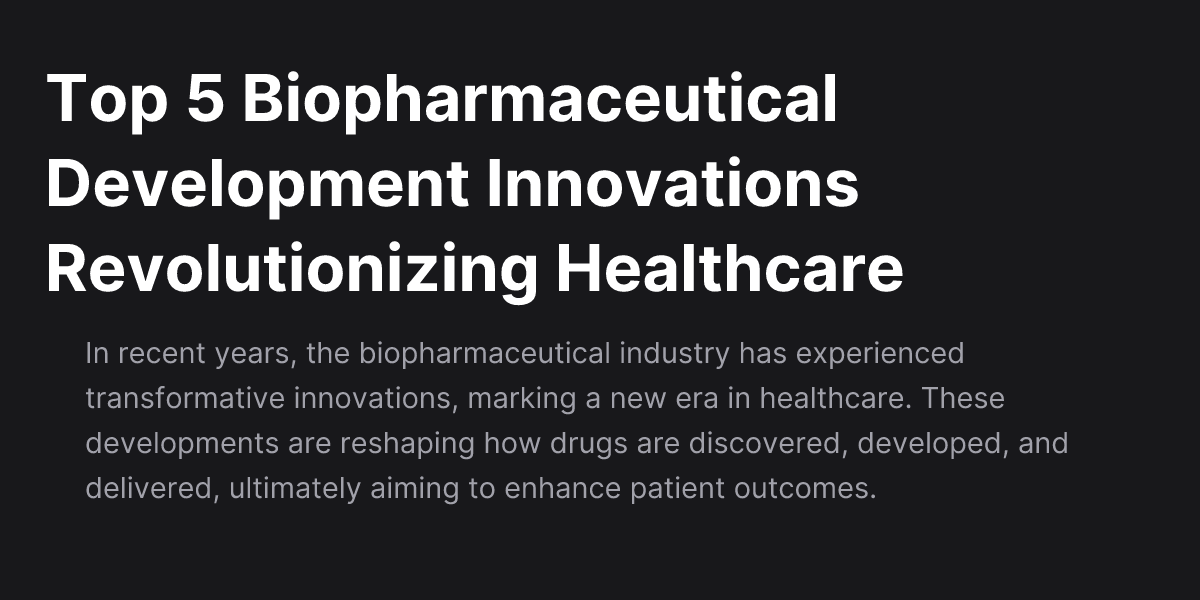 Top 5 Biopharmaceutical
Development Innovations
Revolutionizing Healthcare
In recent years, the biopharmaceutical industry has experienced
transformative innovations, marking a new era in healthcare. These
developments are reshaping how drugs are discovered, developed, and
delivered, ultimately aiming to enhance patient outcomes.